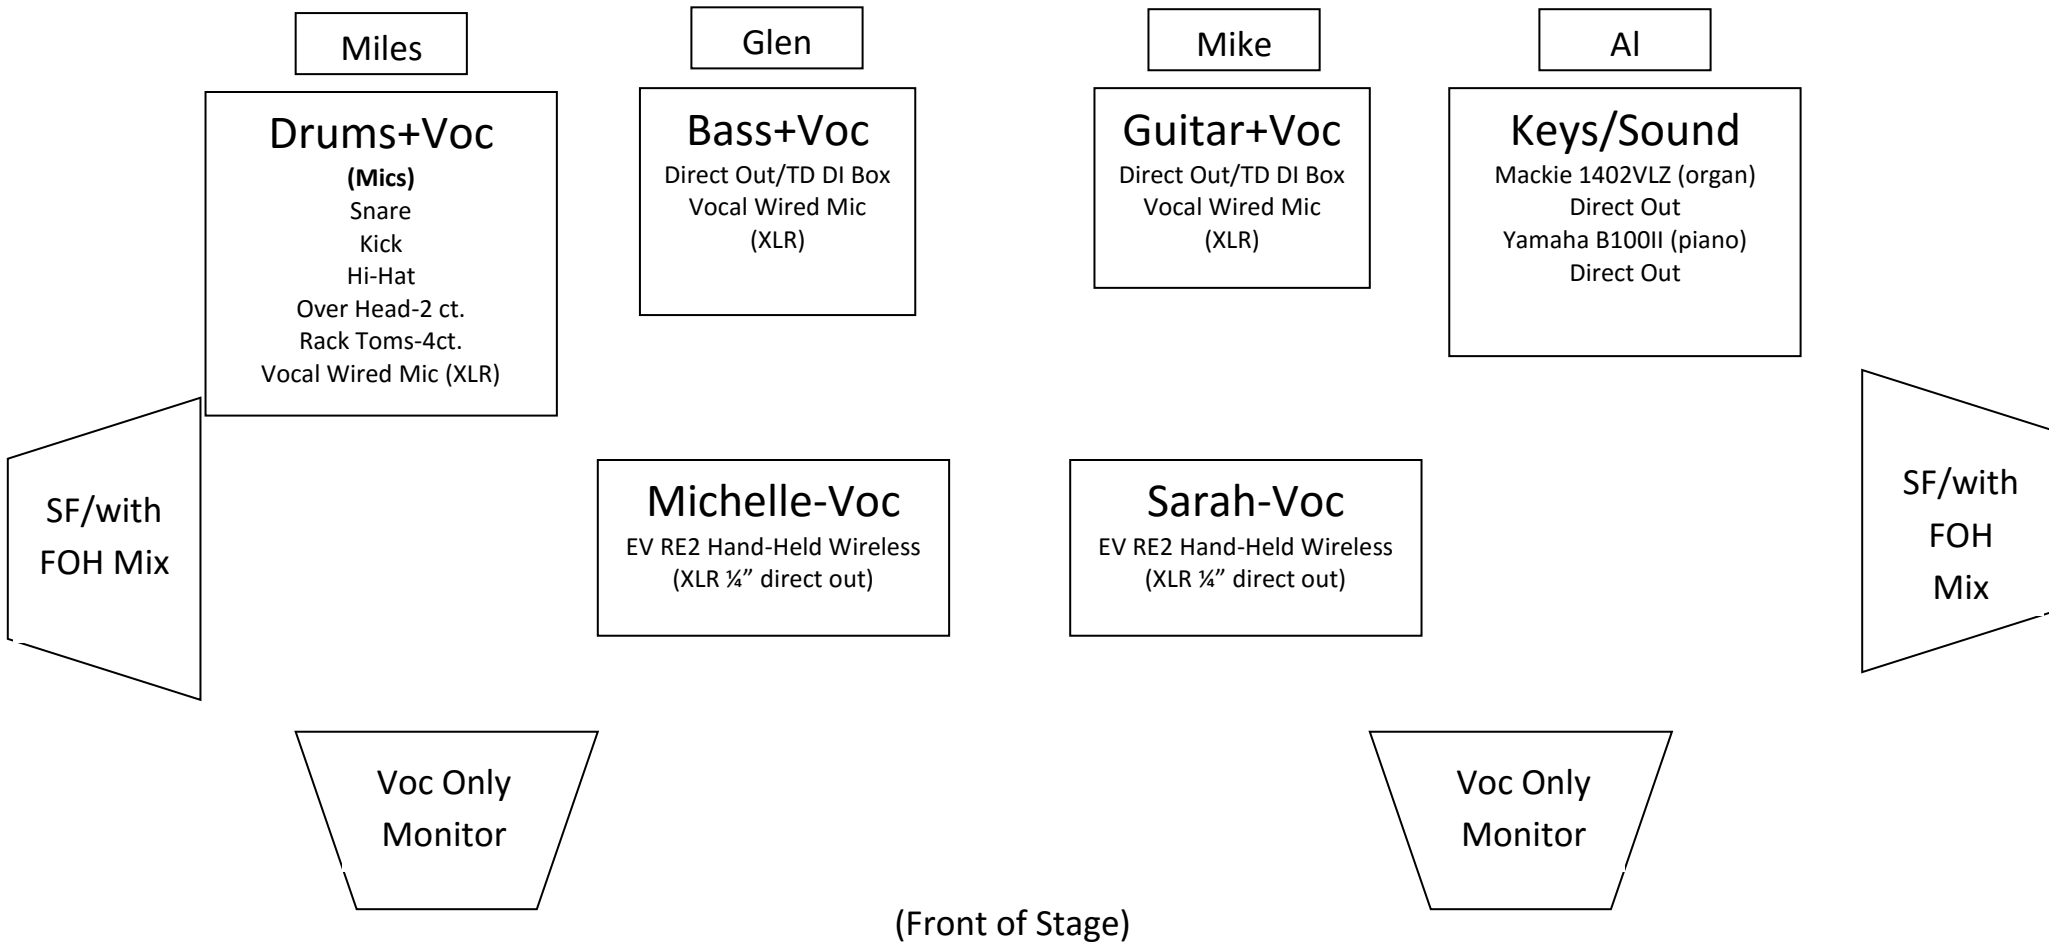 Miles
Glen
Mike
Al
Drums+Voc
(Mics)
Snare
Kick
Hi-Hat
Over Head-2 ct.
Rack Toms-4ct.
Vocal Wired Mic (XLR)
Bass+Voc
Direct Out/TD DI Box
Vocal Wired Mic
(XLR)
Guitar+Voc
Direct Out/TD DI Box
Vocal Wired Mic
(XLR)
Keys/Sound
Mackie 1402VLZ (organ)
Direct Out
Yamaha B100II (piano)
Direct Out
SF/with
FOH Mix
Michelle-Voc
EV RE2 Hand-Held Wireless
(XLR ¼” direct out)
Sarah-Voc
EV RE2 Hand-Held Wireless
(XLR ¼” direct out)
SF/with
FOH
Mix
Voc Only
Monitor
Voc Only
Monitor
(Front of Stage)